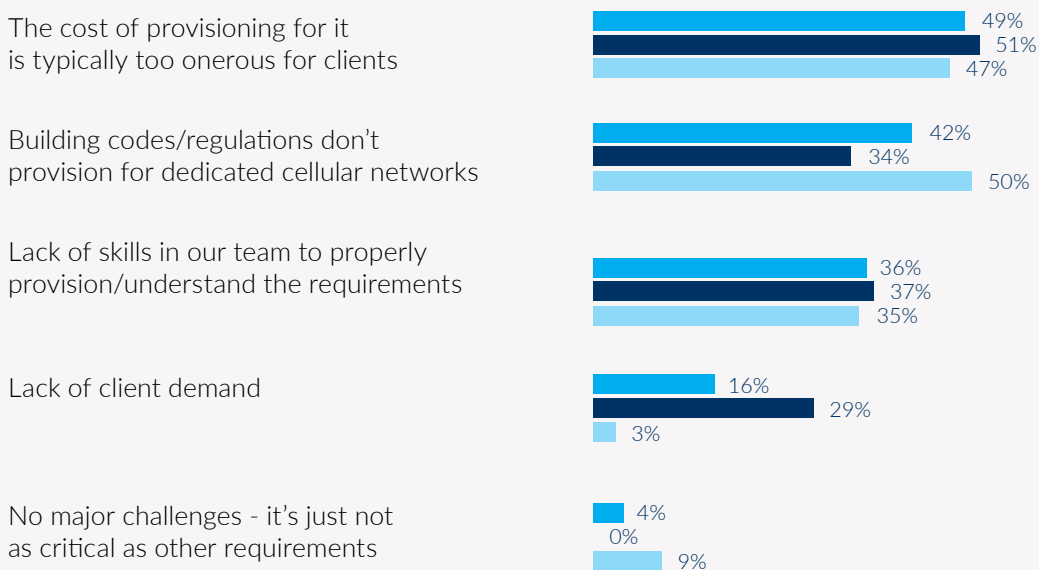 The cost of provisioning for it
is typically too onerous for clients
49%
51%
47%
Building codes/regulations don’t
provision for dedicated cellular networks
42%
34%
50%
Lack of skills in our team to properly
provision/understand the requirements
36%
37%
35%
Lack of client demand
16%
29%
3%
No major challenges - it’s just not
as critical as other requirements
4%
0%
9%